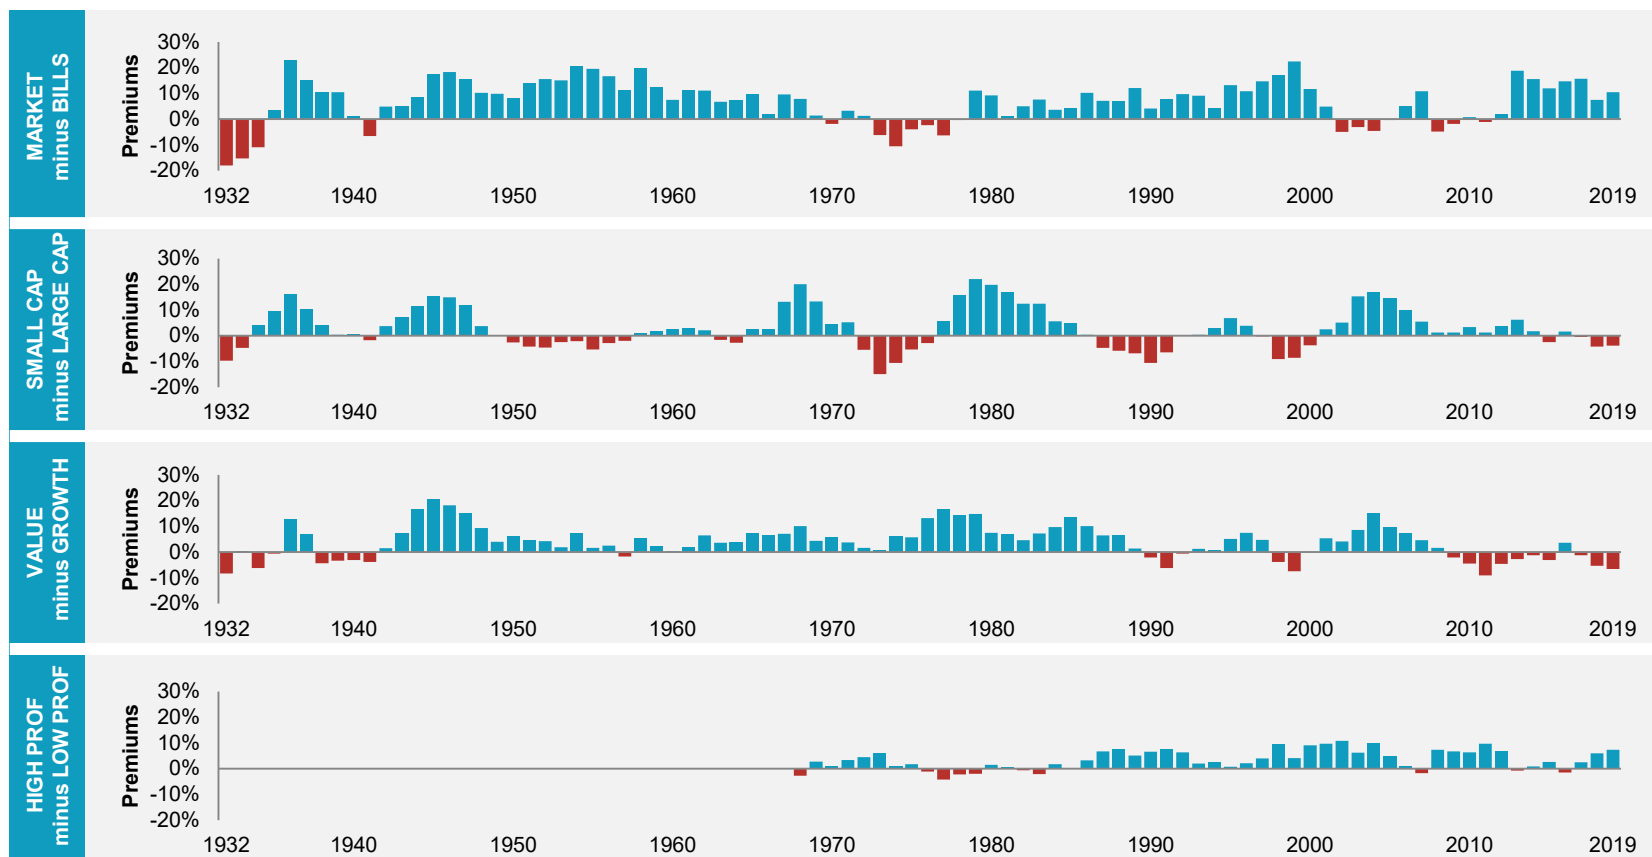 MARKET
minus BILLS
Premiums
30%
20%
10%
0%
-10%
-20%
1932 1940 1950 1960 1970 1980 1990 2000 2010 2019
SMALL CAP
minus LARGE CAP
Premiums
30%
20%
10%
0%
-10%
-20%
1932 1940 1950 1960 1970 1980 1990 2000 2010 2019
VALUE
minus GROWTH
Premiums
30%
20%
10%
0%
-10%
-20%
1932 1940 1950 1960 1970 1980 1990 2000 2010 2019
HIGH PROF
minus LOW PROF
Premiums
30%
20%
10%
0%
-10%
-20%
1932 1940 1950 1960 1970 1980 1990 2000 2010 2019